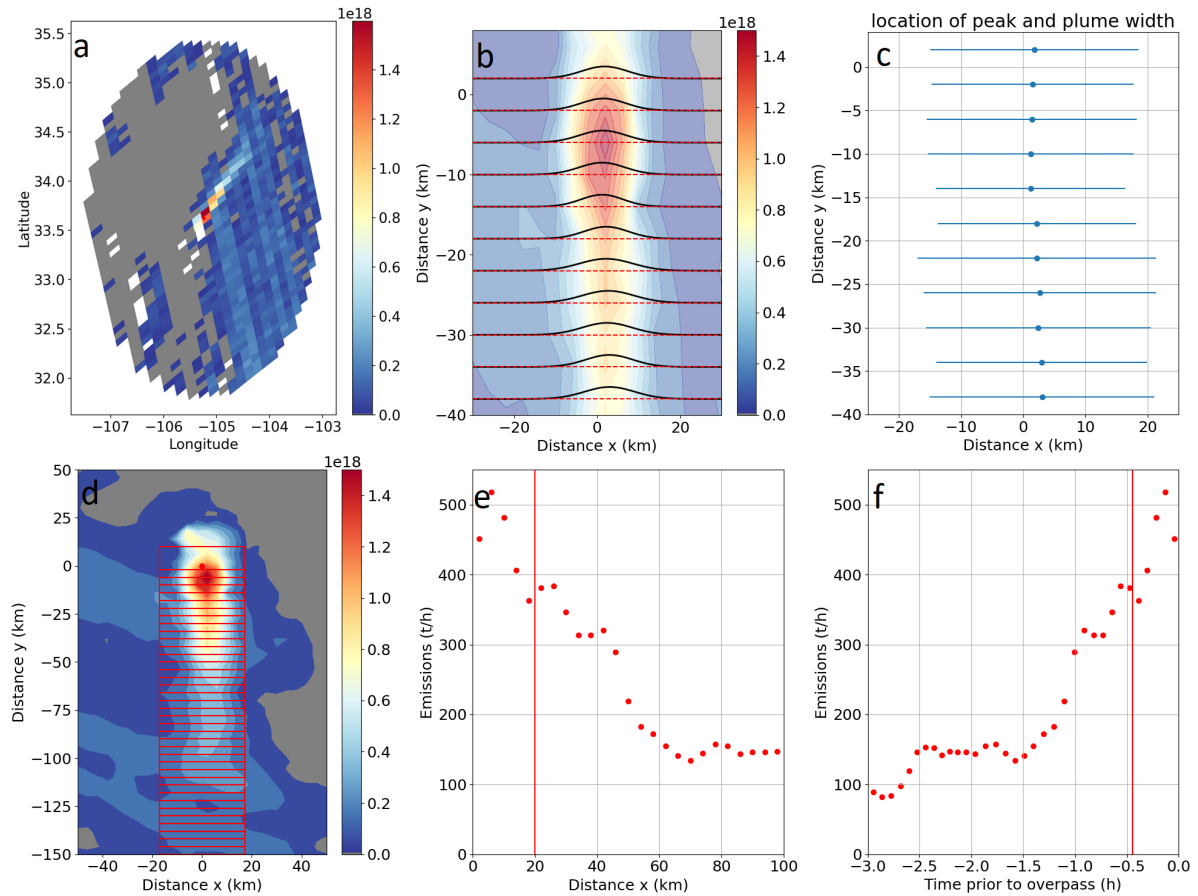 a
1e18
35.5
35.0
34.5
34.0
33.5
33.0
32.5
32.0
Latitude
−107 −106 −105 −104 −103
Longitude
1.4
1.2
1.0
0.8
0.6
0.4
0.2
0.0
b
1e18
0
−10
−20
−30
−40
Distance y (km)
−20 0 20
Distance x (km)
1.4
1.2
1.0
0.8
0.6
0.4
0.2
0.0
location of peak and plume width
c
0
−5
−10
−15
−20
−25
−30
−35
−40
Distance y (km)
−20 −10 0 10 20
Distance x (km)
d
1e18
50
25
0
−25
−50
−75
−100
−125
−150
Distance y (km)
−40 −20 0 20 40
Distance x (km)
1.4
1.2
1.0
0.8
0.6
0.4
0.2
0.0
e
500
400
300
200
100
0
Emissions (t/h)
0 20 40 60 80 100
Distance x (km)
f
500
400
300
200
100
0
Emissions (t/h)
−3.0 −2.5 −2.0 −1.5 −1.0 −0.5 0.0
Time prior to overpass (h)